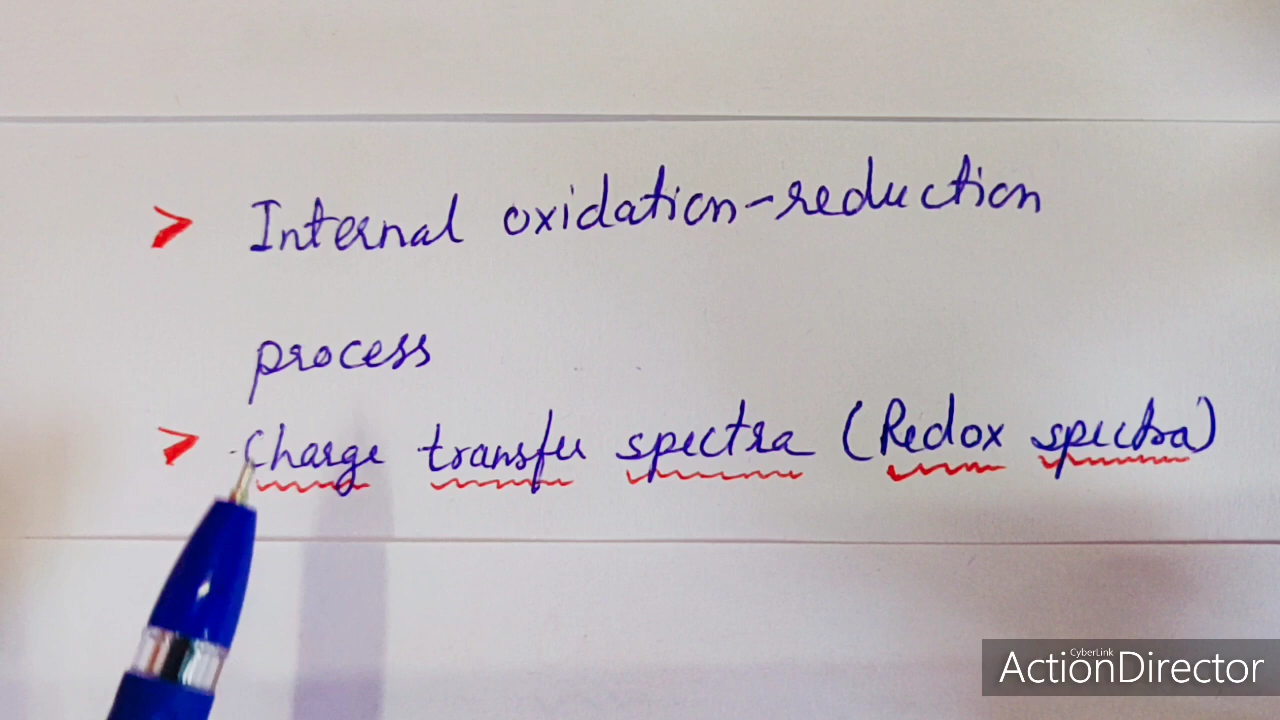 > Internal oxidation-reduction
process
> Charge transfer spectra (Redox spectra)
CyberLink
ActionDirector